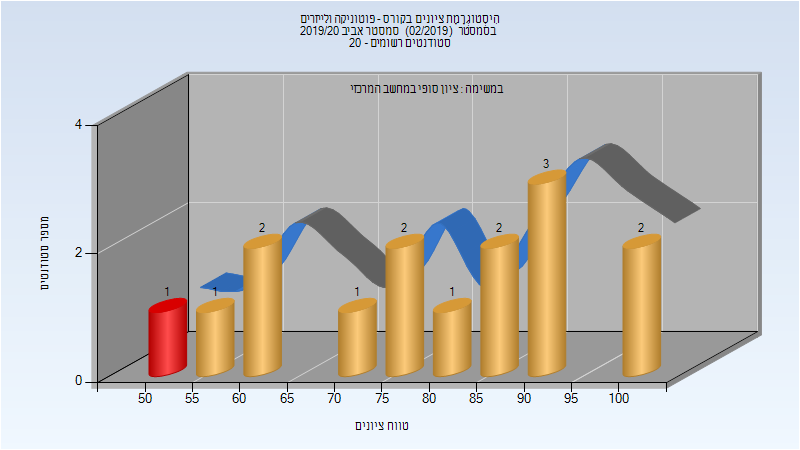 היסטוגרמת ציונים בקורס - פוטוניקה ולייזרים
בסמסטר (02/2019) סמסטר אביב 2019/20
סטודנטים רשומים - 20
במשימה : ציון סופי במחשב המרכזי
מספר סטודנטים
4
2
0
1
1
2
1
2
1
2
3
2
50 55 60 65 70 75 80 85 90 95 100
טווח ציונים